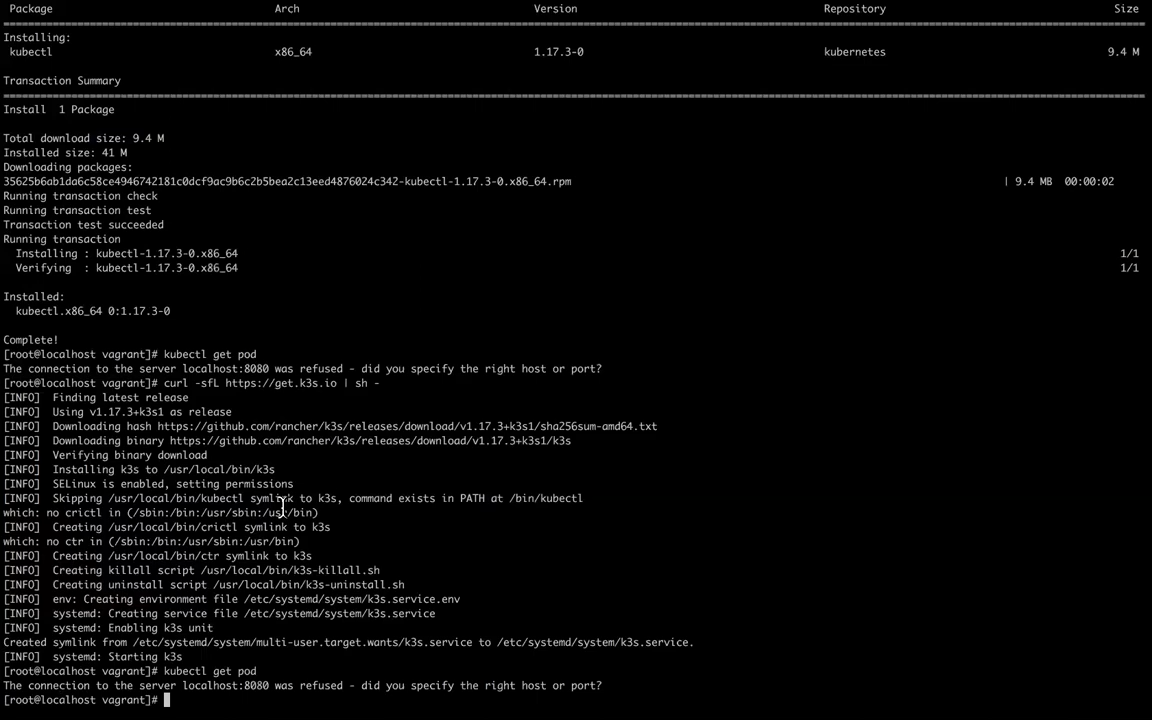 Package Arch Version Repository Size
================================================================================
Installing:
kubectl x86_64 1.17.3-0 kubernetes 9.4 M
Transaction Summary
================================================================================
Install 1 Package
Total download size: 9.4 M
Installed size: 41 M
Downloading packages:
35625b6ab1da6c58ce4946742181c0dcf9ac9b6c2b5bea2c13eed4876024c342-kubectl-1.17.3-0.x86_64.rpm | 9.4 MB 00:00:02
Running transaction check
Running transaction test
Transaction test succeeded
Running transaction
Installing : kubectl-1.17.3-0.x86_64 1/1
Verifying : kubectl-1.17.3-0.x86_64 1/1
Installed:
kubectl.x86_64 0:1.17.3-0
Complete!
[root@localhost vagrant]# kubectl get pod
The connection to the server localhost:8080 was refused - did you specify the right host or port?
[root@localhost vagrant]# curl -sfL https://get.k3s.io | sh -
[INFO] Finding latest release
[INFO] Using v1.17.3+k3s1 as release
[INFO] Downloading hash https://github.com/rancher/k3s/releases/download/v1.17.3+k3s1/sha256sum-amd64.txt
[INFO] Downloading binary https://github.com/rancher/k3s/releases/download/v1.17.3+k3s1/k3s
[INFO] Verifying binary download
[INFO] Installing k3s to /usr/local/bin/k3s
[INFO] SELinux is enabled, setting permissions
[INFO] Skipping /usr/local/bin/kubectl symlink to k3s, command exists in PATH at /bin/kubectl
which: no crictl in (/sbin:/bin:/usr/sbin:/usr/bin)
[INFO] Creating /usr/local/bin/crictl symlink to k3s
which: no ctr in (/sbin:/bin:/usr/sbin:/usr/bin)
[INFO] Creating /usr/local/bin/ctr symlink to k3s
[INFO] Creating killall script /usr/local/bin/k3s-killall.sh
[INFO] Creating uninstall script /usr/local/bin/k3s-uninstall.sh
[INFO] env: Creating environment file /etc/systemd/system/k3s.service.env
[INFO] systemd: Creating service file /etc/systemd/system/k3s.service
[INFO] systemd: Enabling k3s unit
Created symlink from /etc/systemd/system/multi-user.target.wants/k3s.service to /etc/systemd/system/k3s.service.
[INFO] systemd: Starting k3s
[root@localhost vagrant]# kubectl get pod
The connection to the server localhost:8080 was refused - did you specify the right host or port?
[root@localhost vagrant]#